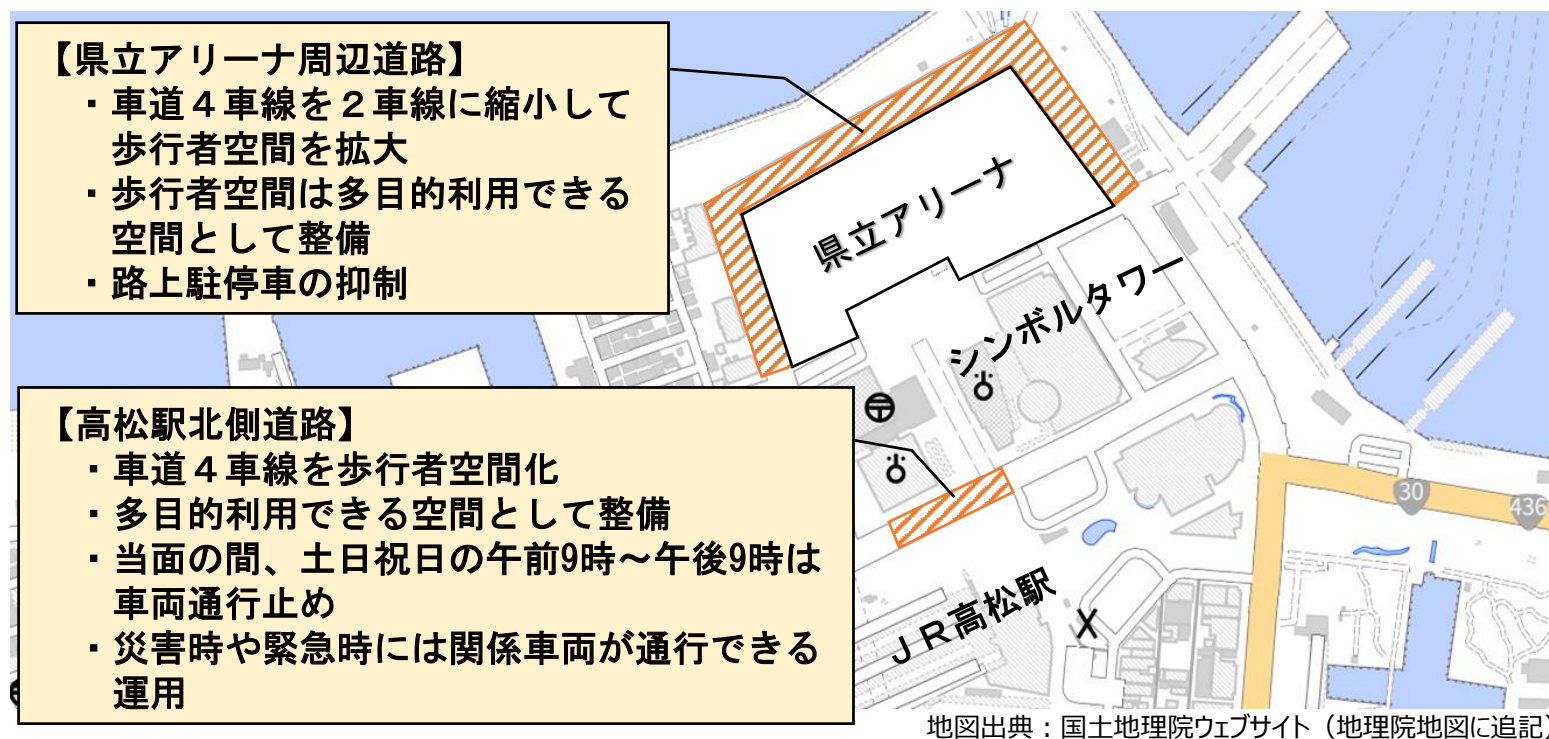 【県立アリーナ周辺道路】
・車道４車線を２車線に縮小して
歩行者空間を拡大
・歩行者空間は多目的利用できる
空間として整備
・路上駐停車の抑制
県立アリーナ
シンボルタワー
【高松駅北側道路】
・車道４車線を歩行者空間化
・多目的利用できる空間として整備
・当面の間、土日祝日の午前9時～午後9時は
車両通行止め
・災害時や緊急時には関係車両が通行できる
運用
30
436
ＪＲ高松駅
地図出典：国土地理院ウェブサイト（地理院地図に追記）